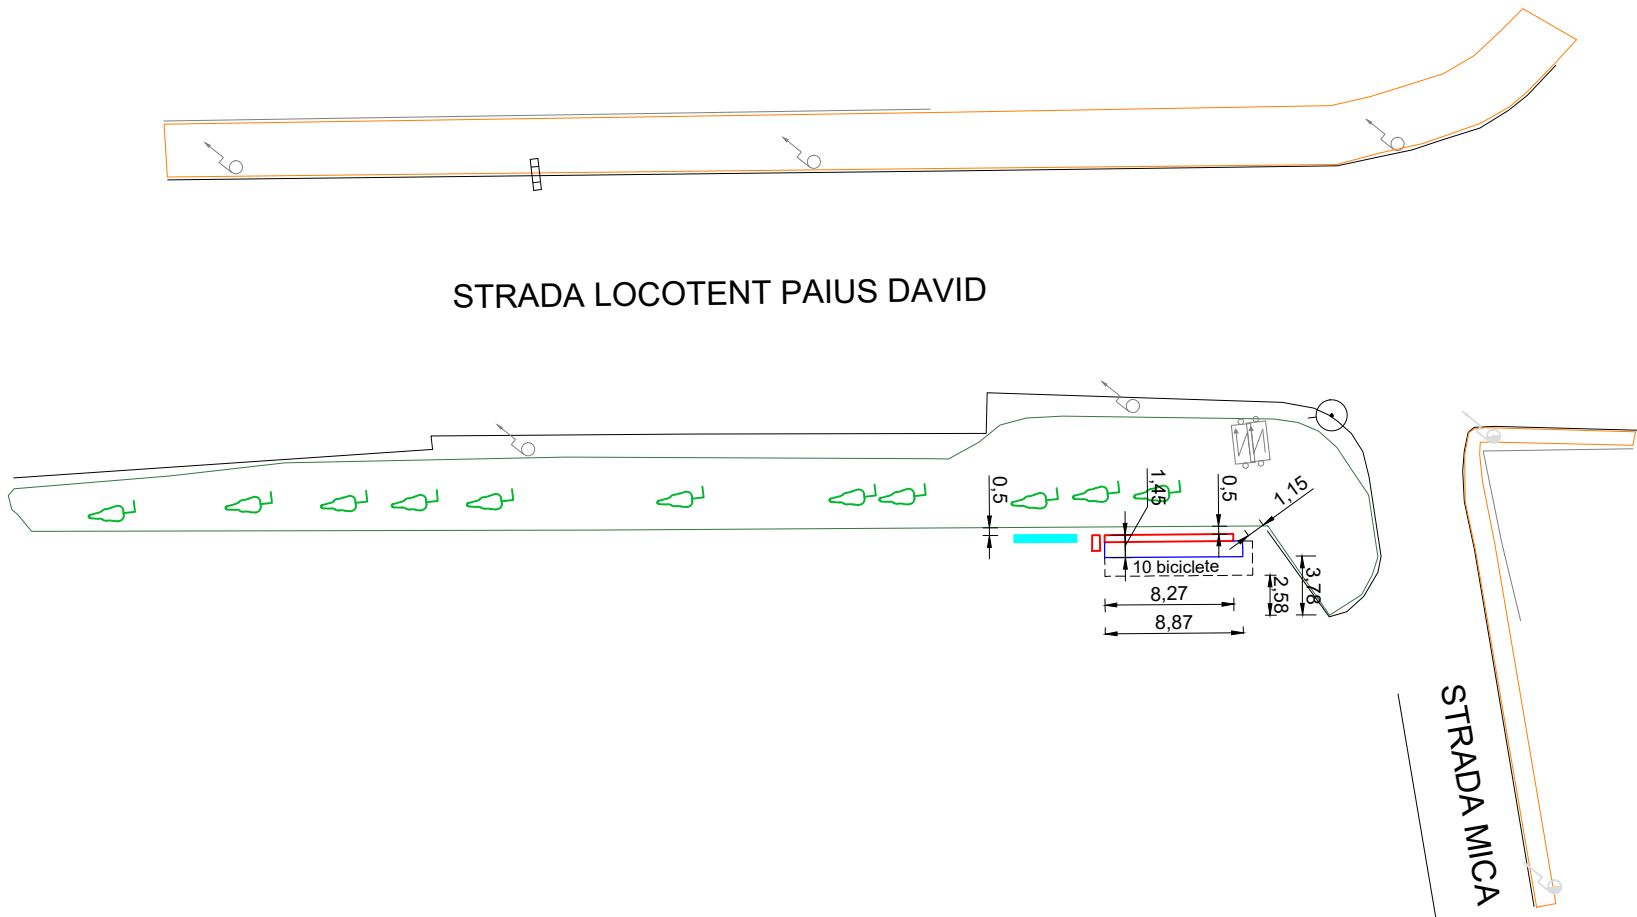 STRADA LOCOTENT PAIUS DAVID
0,5
1,45
0,5
1,15
10 biciclete
2,58
3,78
8,27
8,87
STRADA MICA